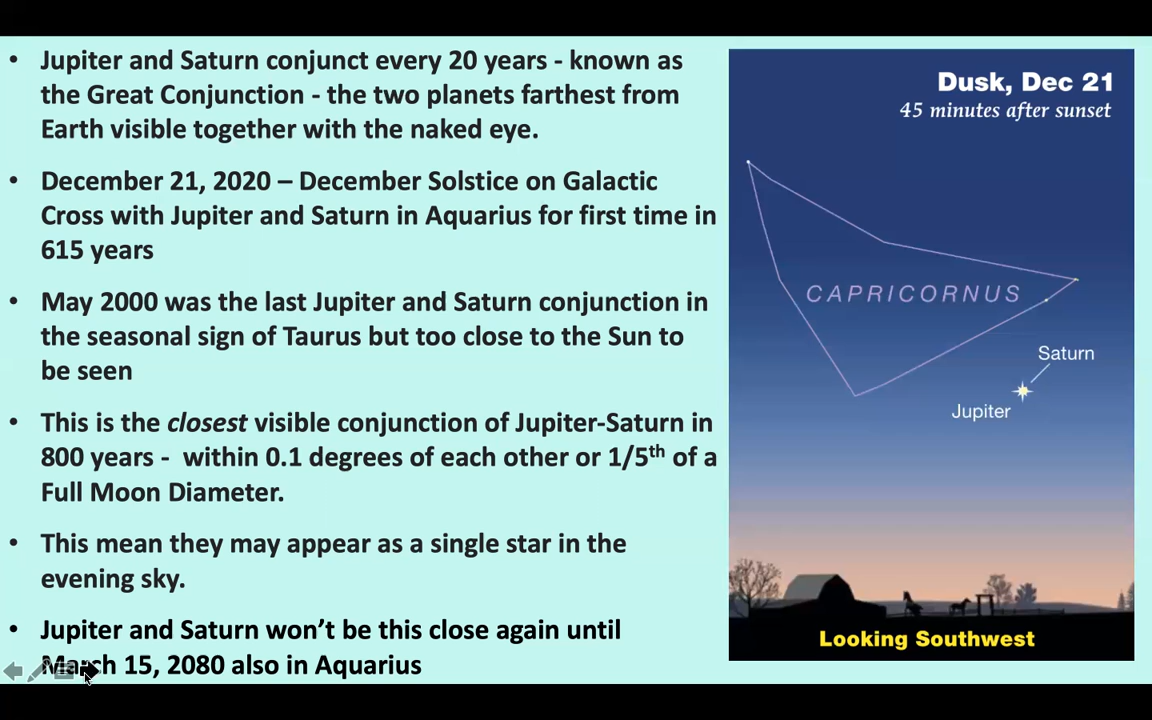 • Jupiter and Saturn conjunct every 20 years - known as
the Great Conjunction - the two planets farthest from
Earth visible together with the naked eye.
• December 21, 2020 – December Solstice on Galactic
Cross with Jupiter and Saturn in Aquarius for first time in
615 years
• May 2000 was the last Jupiter and Saturn conjunction in
the seasonal sign of Taurus but too close to the Sun to
be seen
• This is the closest visible conjunction of Jupiter-Saturn in
800 years - within 0.1 degrees of each other or 1/5th of a
Full Moon Diameter.
• This mean they may appear as a single star in the
evening sky.
• Jupiter and Saturn won’t be this close again until
March 15, 2080 also in Aquarius
Dusk, Dec 21
45 minutes after sunset
CAPRICORNUS
Saturn
Jupiter
Looking Southwest